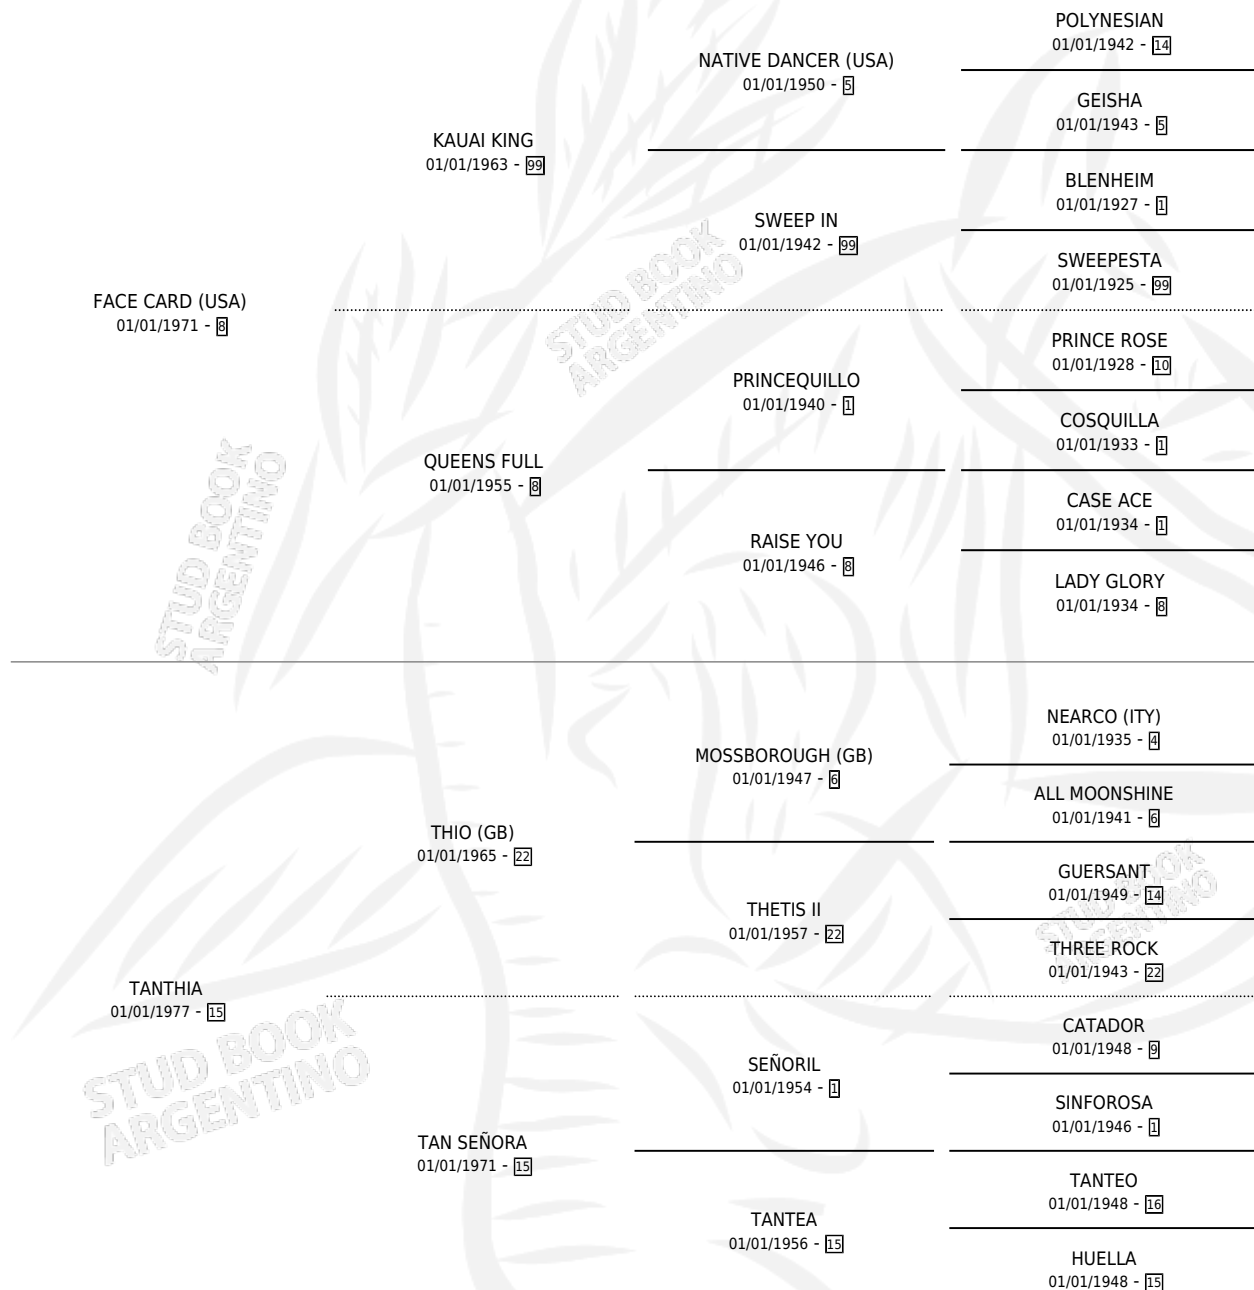 POLYNESIAN
01/01/1942 - 14
NATIVE DANCER (USA)
01/01/1950 - 5
GEISHA
01/01/1943 - 5
KAUAI KING
01/01/1963 - 99
BLENHEIM
01/01/1927 - 1
SWEEP IN
01/01/1942 - 99
SWEEPESTA
01/01/1925 - 99
FACE CARD (USA)
01/01/1971 - 8
PRINCE ROSE
01/01/1928 - 10
PRINCEQUILLO
01/01/1940 - 1
COSQUILLA
01/01/1933 - 1
QUEENS FULL
01/01/1955 - 8
CASE ACE
01/01/1934 - 1
RAISE YOU
01/01/1946 - 8
LADY GLORY
01/01/1934 - 8
NEARCO (ITY)
01/01/1935 - 4
MOSSBOROUGH (GB)
01/01/1947 - 6
ALL MOONSHINE
01/01/1941 - 6
THIO (GB)
01/01/1965 - 22
GUERSANT
01/01/1949 - 14
THETIS II
01/01/1957 - 22
THREE ROCK
01/01/1943 - 22
TANTHIA
01/01/1977 - 15
CATADOR
01/01/1948 - 9
SEÑORIL
01/01/1954 - 1
SINFOROSA
01/01/1946 - 1
TAN SEÑORA
01/01/1971 - 15
TANTEO
01/01/1948 - 16
TANTEA
01/01/1956 - 15
HUELLA
01/01/1948 - 15
STUD BOOK
ARGENTINO
STUD BOOK
ARGENTINO
STUD BOOK
ARGENTINO
STUD BOOK
ARGENTINO